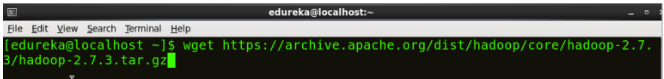 edureka@localhost:~
File Edit View Search Terminal Help
[edureka@localhost ~]$ wget https://archive.apache.org/dist/hadoop/core/hadoop-2.7.
3/hadoop-2.7.3.tar.gz